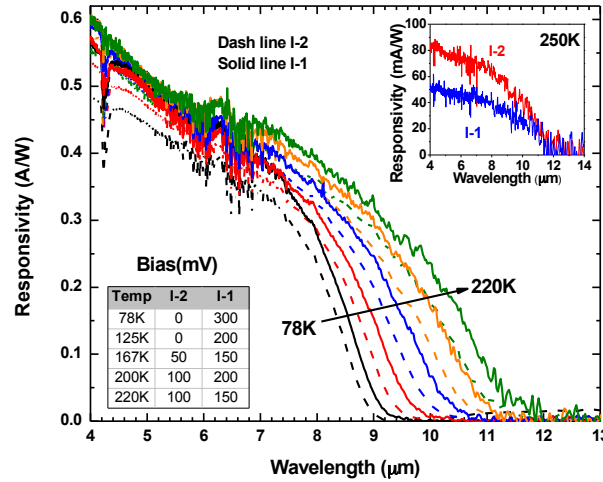 Dash line I-2
Solid line I-1
250K
I-2
I-1
Responsivity (mA/W)
100
80
60
40
20
0
4 6 8 10 12 14
Wavelength (μm)
Responsivity (A/W)
0.6
0.5
0.4
0.3
0.2
0.1
0.0
220K
78K
Bias(mV)
Temp I-2 I-1
78K 0 300
125K 0 200
167K 50 150
200K 100 200
220K 100 150
4 5 6 7 8 9 10 11 12 13
Wavelength (μm)